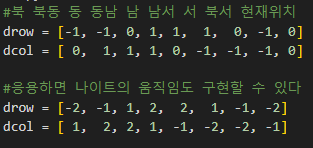 #북 북동 동 동남 남 남서 서 북서 현재위치
drow = [-1, -1, 0, 1, 1, 1, 0, -1, 0]
dcol = [ 0, 1, 1, 1, 0, -1, -1, -1, 0]
#응용하면 나이트의 움직임도 구현할 수 있다
drow = [-2, -1, 1, 2, 2, 1, -1, -2]
dcol = [ 1, 2, 2, 1, -1, -2, -2, -1]